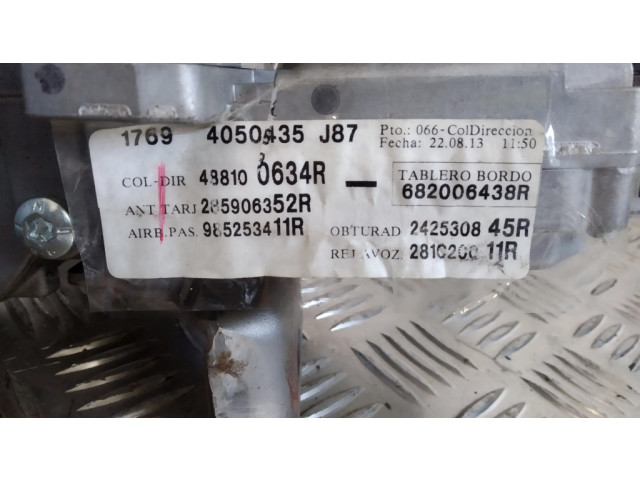 1769 4050435 J87 Pto.: 066-ColDireccion
Fecha: 22.08.13 11:50
COL-DIR 48810 0634R — TABLERO BORDO
682006438R
ANT.TARJ 285906352R
AIRB.PAS. 985253411R OBTURAD 2425308 45R
2810200 11R